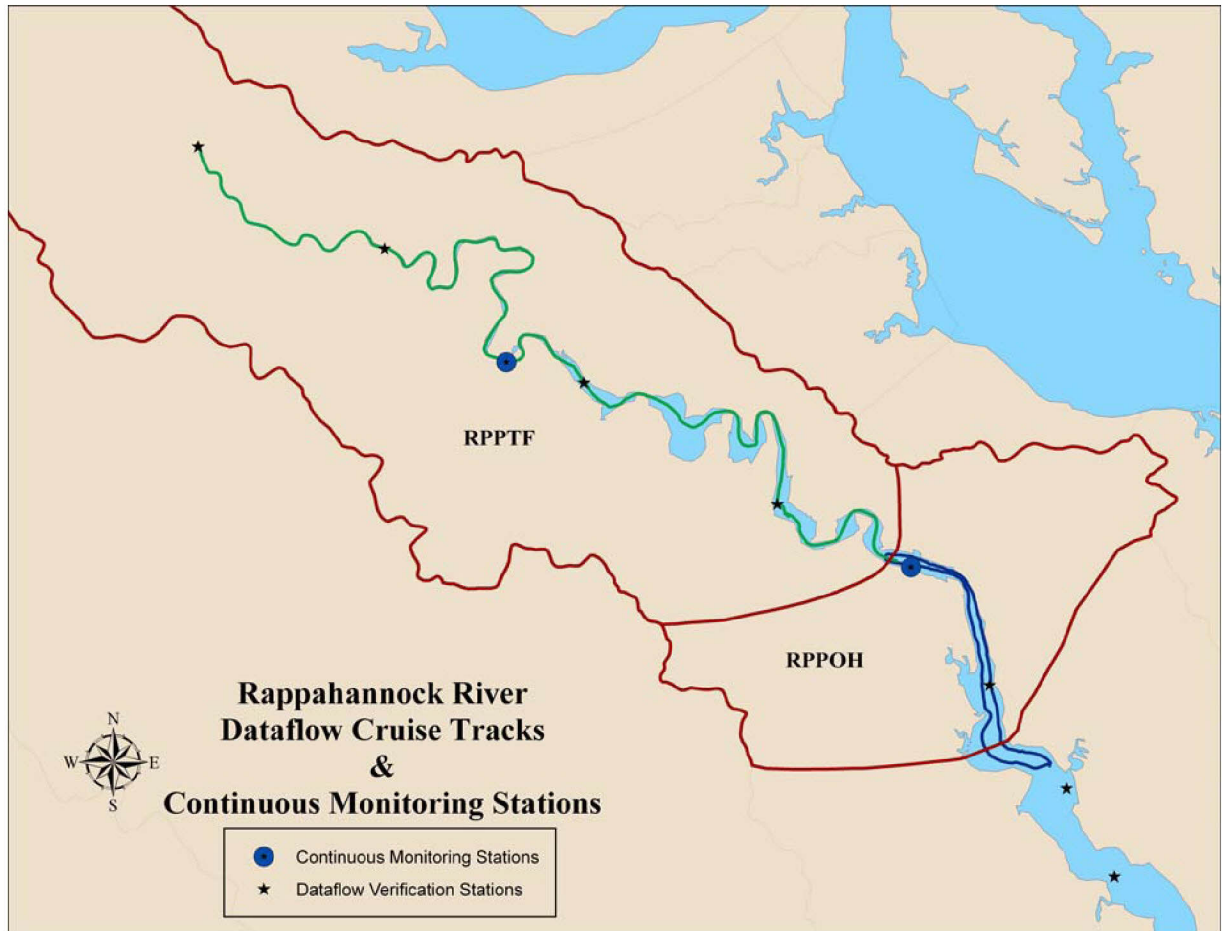 RPPTF
RPPOH
Rappahannock River
Dataflow Cruise Tracks
&
Continuous Monitoring Stations
N
W E
S
Continuous Monitoring Stations
Dataflow Verification Stations